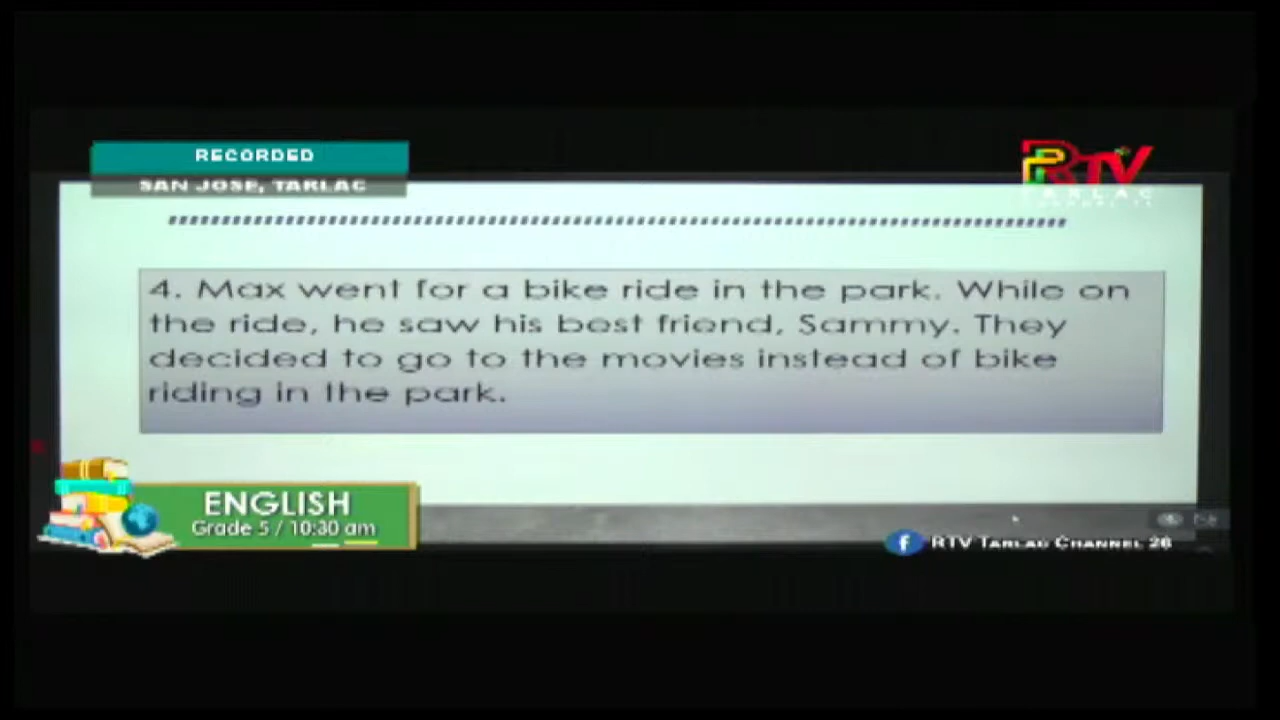 RECORDED
SAN JOSE, TARLAC
RTV
TARLAC
4. Max went for a bike ride in the park. While on
the ride, he saw his best friend, Sammy. They
decided to go to the movies instead of bike
riding in the park.
ENGLISH
Grade 5 / 10:30 am
RTV TARLAC CHANNEL 26